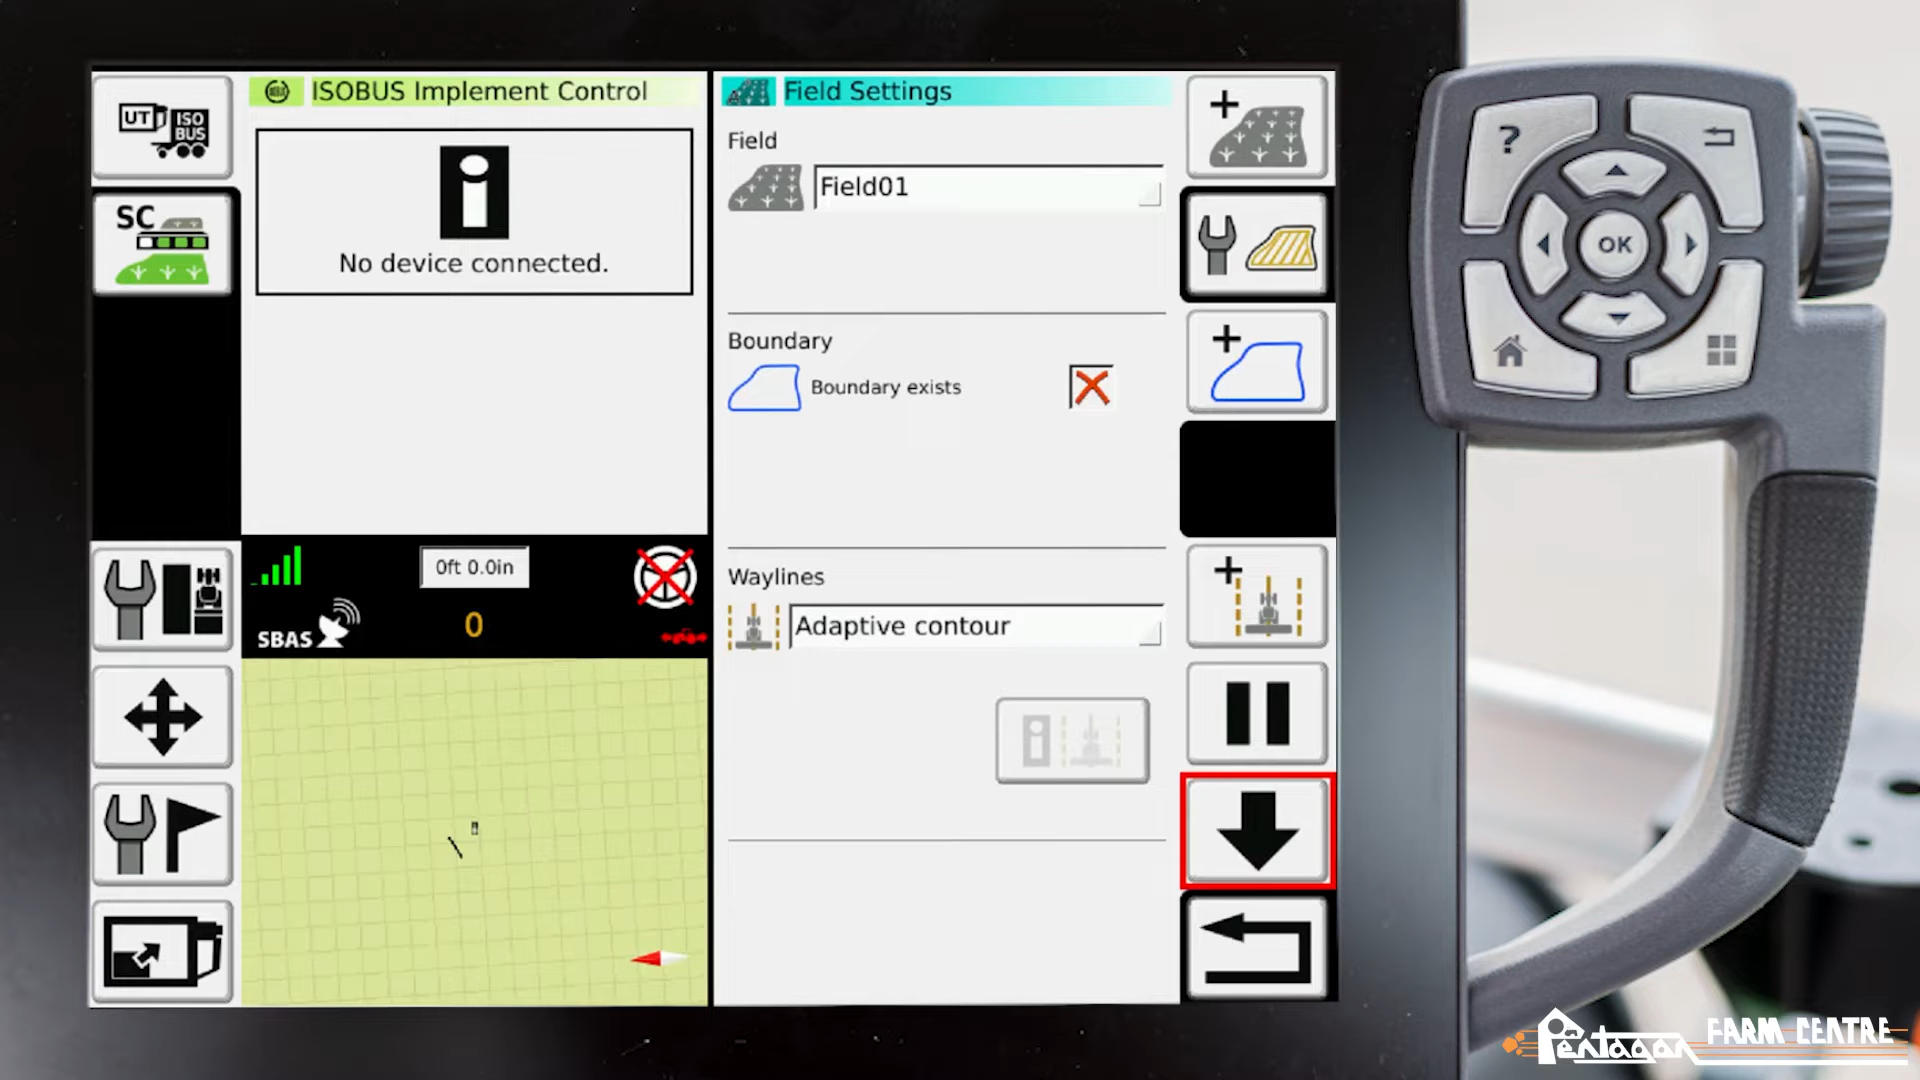 UT
ISO
BUS
SC
ISOBUS Implement Control
No device connected.
0ft 0.0in
SBAS
0
Field Settings
Field
Field01
Boundary
Boundary exists
Waylines
Adaptive contour
?
OK
Pentagon FARM CENTRE